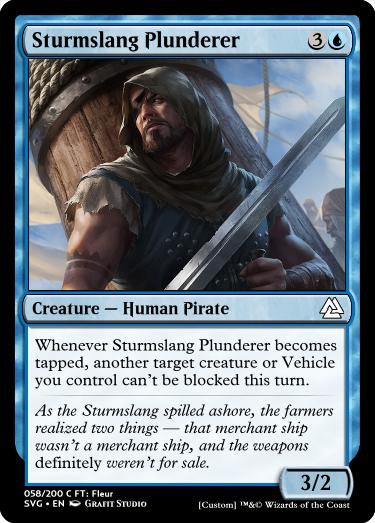 Sturmslang Plunderer 3
Creature — Human Pirate
Whenever Sturmslang Plunderer becomes
tapped, another target creature or Vehicle
you control can't be blocked this turn.
As the Sturmslang spilled ashore, the farmers
realized two things — that merchant ship
wasn't a merchant ship, and the weapons
definitely weren't for sale.
3/2
058/200 C FT: Fleur
SVG • EN Grafit Studio
[Custom] ™&© Wizards of the Coast